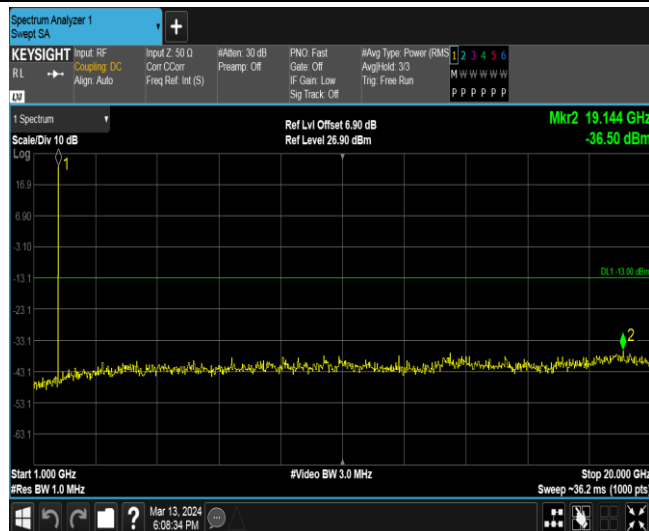 Spectrum Analyzer 1
Swept SA
+
KEYSIGHT
RL
LXI
Input: RF
Coupling: DC
Align: Auto
Input Z: 50 Ω
Corr CCorr
Freq Ref: Int (S)
#Atten: 30 dB
Preamp: Off
PNO: Fast
Gate: Off
IF Gain: Low
Sig Track: Off
#Avg Type: Power (RMS
Avg|Hold: 3/3
Trig: Free Run
1 2 3 4 5 6
M W W W W W
P P P P P P
1 Spectrum
Scale/Div 10 dB
Log
Ref Lvl Offset 6.90 dB
Ref Level 26.90 dBm
Mkr2 19.144 GHz
-36.50 dBm
1
16.9
6.90
-3.10
-13.1
DL1 -13.00 dBm
-23.1
-33.1
2
-43.1
-53.1
-63.1
Start 1.000 GHz
#Res BW 1.0 MHz
#Video BW 3.0 MHz
Stop 20.000 GHz
Sweep ~36.2 ms (1000 pts)
?
Mar 13, 2024
6:08:34 PM